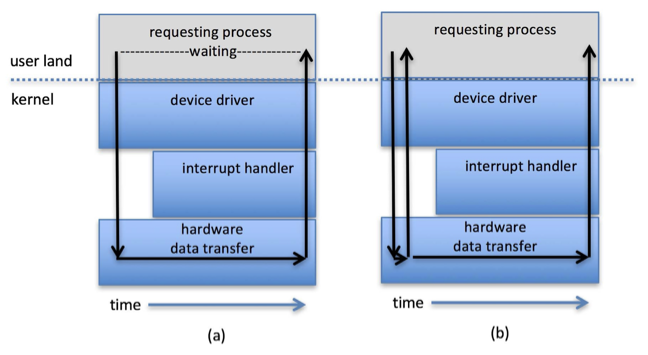 requesting process
waiting
user land
kernel
device driver
interrupt handler
hardware
data transfer
time
(a)
requesting process
device driver
interrupt handler
hardware
data transfer
time
(b)